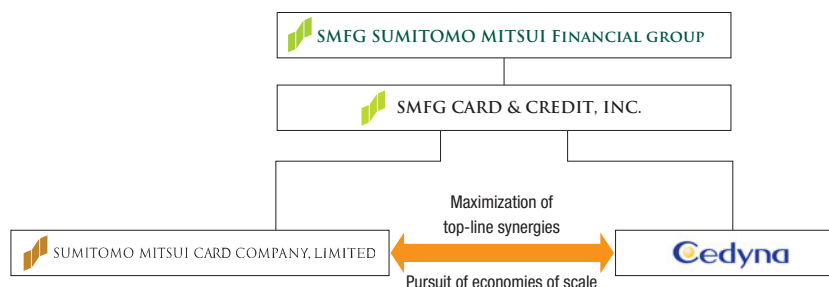 SMFG SUMITOMO MITSUI FINANCIAL GROUP
SMFG CARD & CREDIT, INC.
Maximization of
top-line synergies
SUMITOMO MITSUI CARD COMPANY, LIMITED
Cedyna
Pursuit of economies of scale